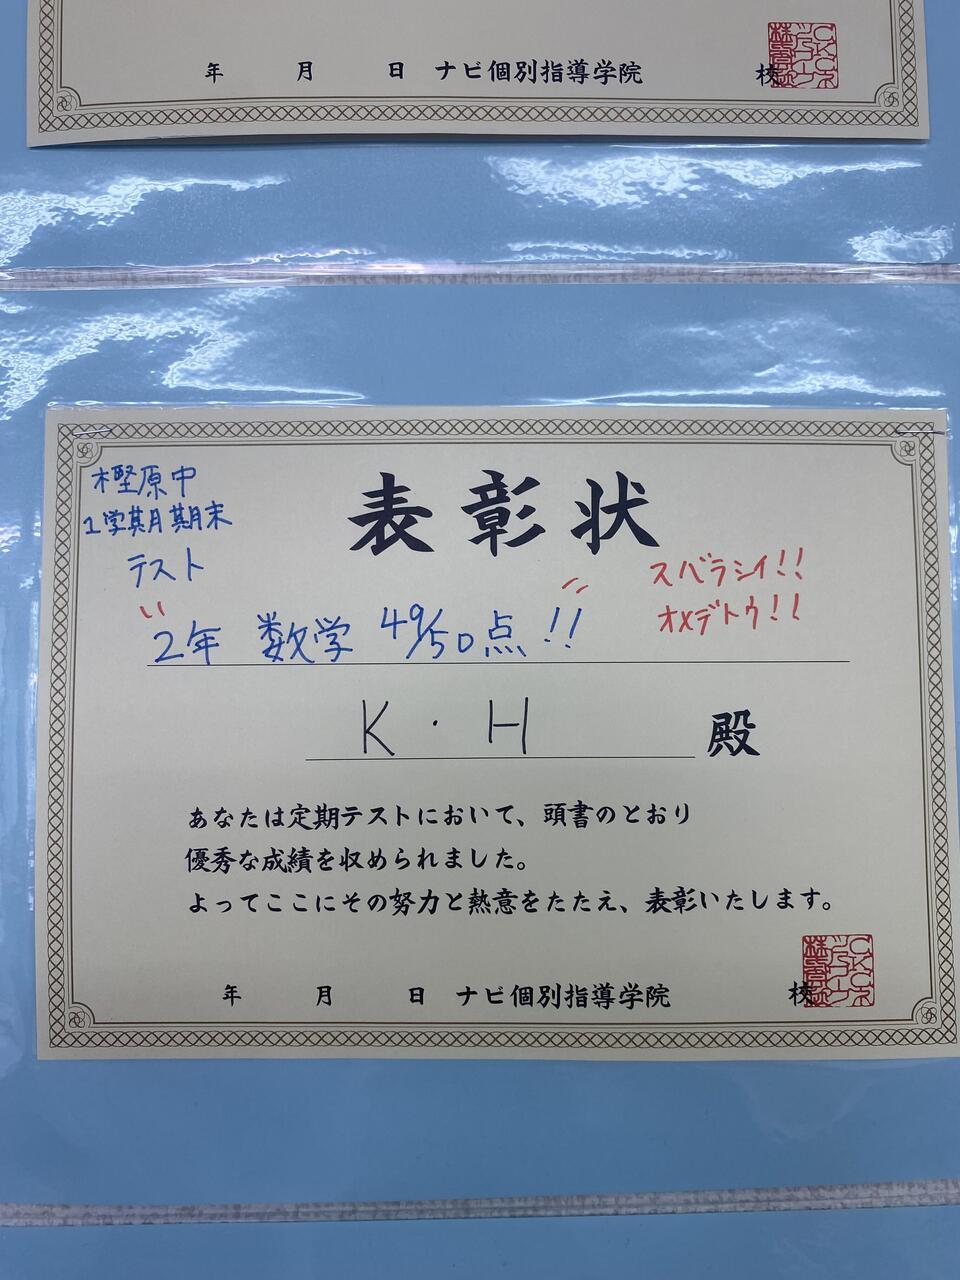 年 月 日 ナビ個別指導学院 校
樫原中
1学期期末
テスト
表彰状
スバラシイ!!
オメデトウ!!
2年 数学 49/50点!!
K・H 殿
あなたは定期テストにおいて、頭書のとおり
優秀な成績を収められました。
よってここにその努力と熱意をたたえ、表彰いたします。
年 月 日 ナビ個別指導学院 校